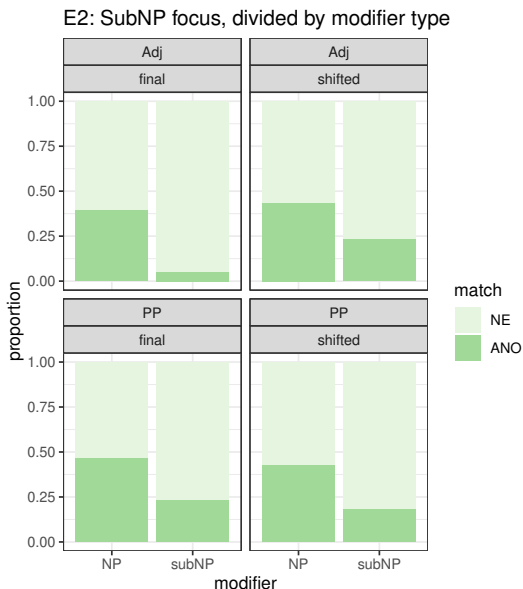 E2: SubNP focus, divided by modifier type
Adj
Adj
final
shifted
1.00
0.75
0.50
0.25
0.00
PP
PP
final
shifted
1.00
0.75
0.50
0.25
0.00
NP
subNP
NP
subNP
modifier
proportion
match
NE
ANO